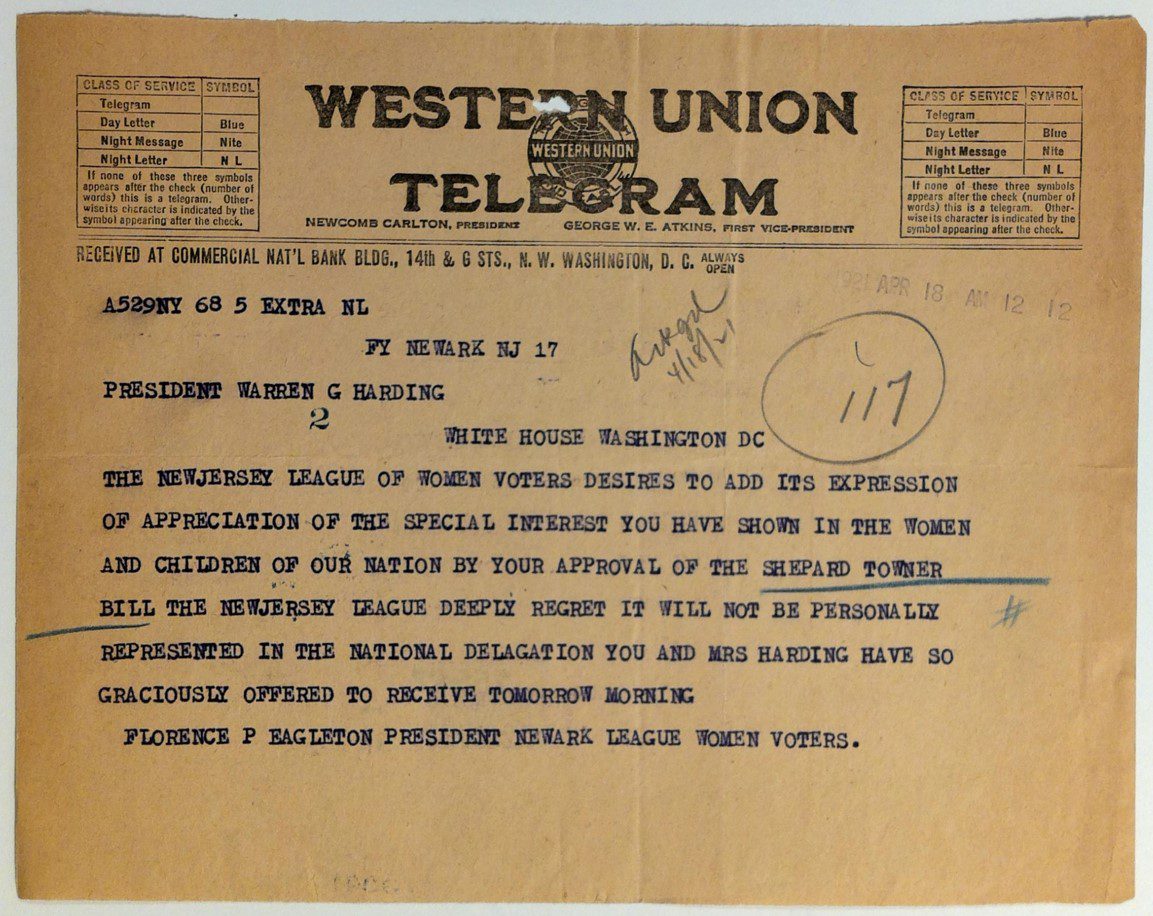 CLASS OF SERVICE SYMBOL
Telegram
Day Letter Blue
Night Message Nite
Night Letter N L
If none of these three symbols
appears after the check (number of
words) this is a telegram. Other-
wise its character is indicated by the
symbol appearing after the check.
WESTERN UNION
WESTERN UNION
TELEGRAM
NEWCOMB CARLTON, PRESIDENT GEORGE W. E. ATKINS, FIRST VICE-PRESIDENT
CLASS OF SERVICE SYMBOL
Telegram
Day Letter Blue
Night Message Nite
Night Letter N L
If none of these three symbols
appears after the check (number of
words) this is a telegram. Other-
wise its character is indicated by the
symbol appearing after the check.
RECEIVED AT COMMERCIAL NAT'L BANK BLDG., 14th & G STS., N. W. WASHINGTON, D. C. ALWAYS OPEN
1921 APR 18 AM 12 12
A529NY 68 5 EXTRA NL
FY NEWARK NJ 17
4/18/21
117
PRESIDENT WARREN G HARDING
2
WHITE HOUSE WASHINGTON DC
THE NEWJERSEY LEAGUE OF WOMEN VOTERS DESIRES TO ADD ITS EXPRESSION
OF APPRECIATION OF THE SPECIAL INTEREST YOU HAVE SHOWN IN THE WOMEN
AND CHILDREN OF OUR NATION BY YOUR APPROVAL OF THE SHEPARD TOWNER
BILL THE NEWJERSEY LEAGUE DEEPLY REGRET IT WILL NOT BE PERSONALLY #
REPRESENTED IN THE NATIONAL DELAGATION YOU AND MRS HARDING HAVE SO
GRACIOUSLY OFFERED TO RECEIVE TOMORROW MORNING
FLORENCE P EAGLETON PRESIDENT NEWARK LEAGUE WOMEN VOTERS.